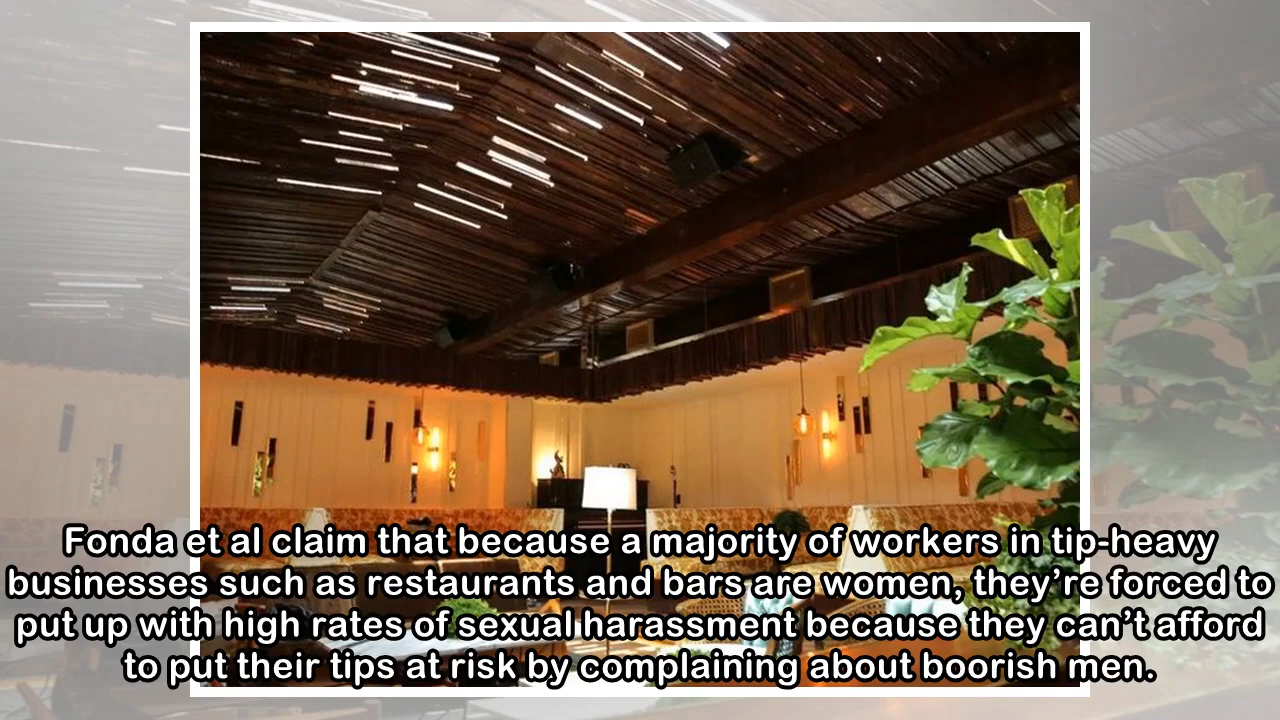 Fonda et al claim that because a majority of workers in tip-heavy
businesses such as restaurants and bars are women, they’re forced to
put up with high rates of sexual harassment because they can’t afford
to put their tips at risk by complaining about boorish men.